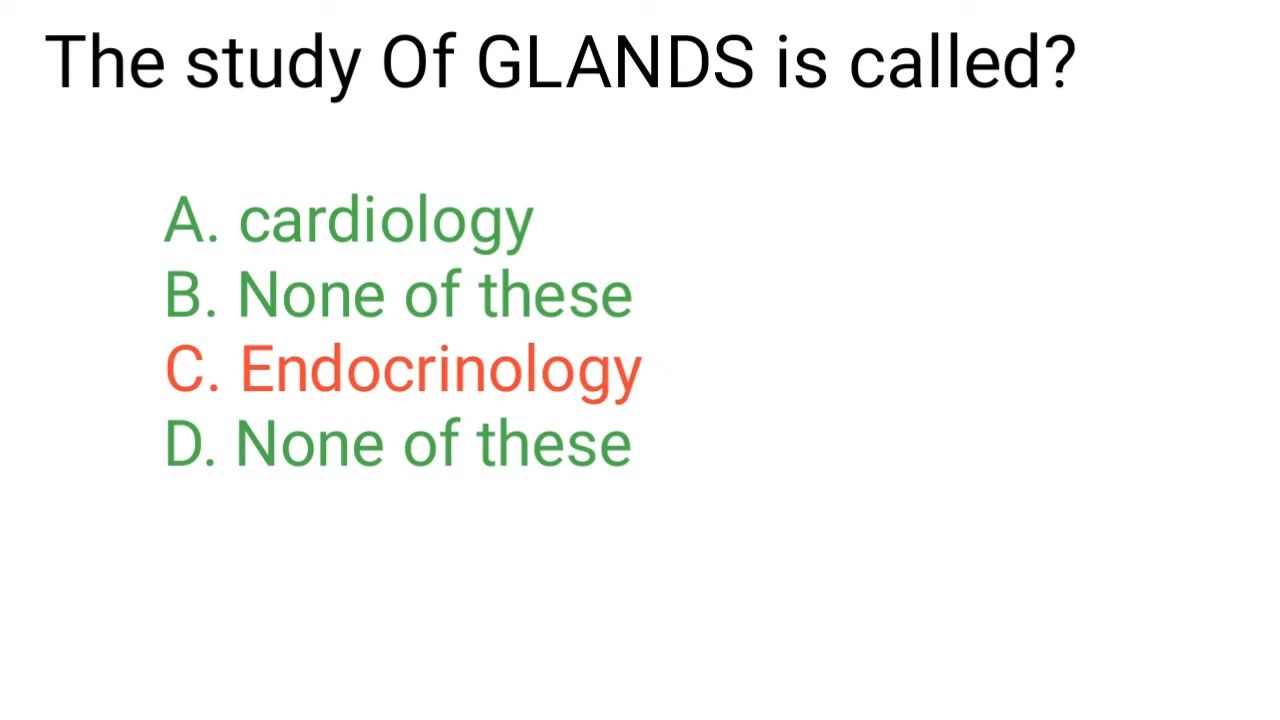 The study Of GLANDS is called?
A. cardiology
B. None of these
C. Endocrinology
D. None of these